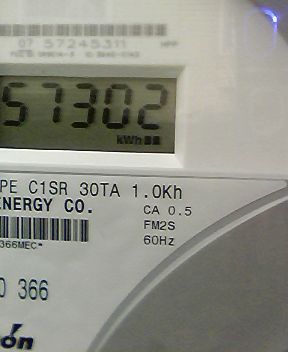 07 57245311
57302
kWh
PE C1SR 30TA 1.0Kh
ENERGY CO.
CA 0.5
366MEC*
FM2S
60Hz
0 366
ón